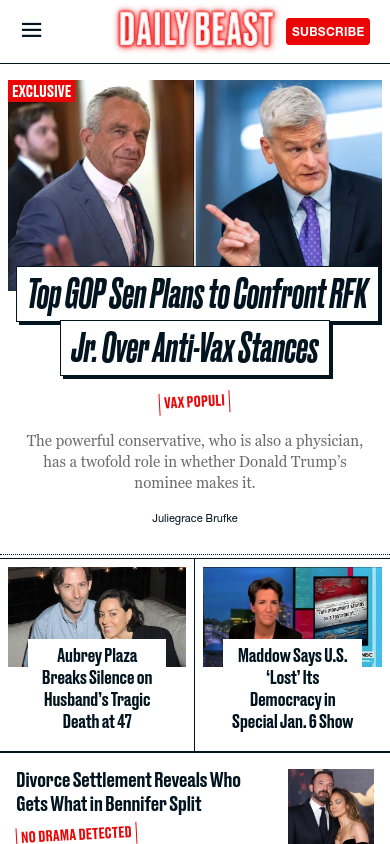 DAILY BEAST
SUBSCRIBE
EXCLUSIVE
Top GOP Sen Plans to Confront RFK
Jr. Over Anti-Vax Stances
VAX POPULI
The powerful conservative, who is also a physician,
has a twofold role in whether Donald Trump’s
nominee makes it.
Juliegrace Brufke
Aubrey Plaza
Breaks Silence on
Husband’s Tragic
Death at 47
Maddow Says U.S.
‘Lost’ Its
Democracy in
Special Jan. 6 Show
Divorce Settlement Reveals Who
Gets What in Bennifer Split
NO DRAMA DETECTED